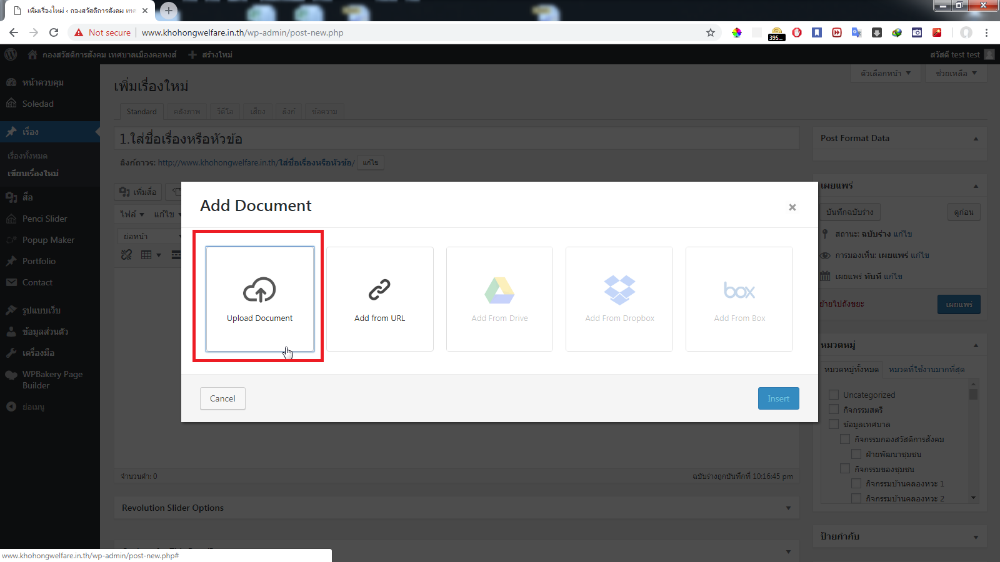 เพิ่มเรื่องใหม่ ‹ กองสวัสดิการสังคม เทศ
Not secure
www.khohongwelfare.in.th/wp-admin/post-new.php
395...
กองสวัสดิการสังคม เทศบาลเมืองคอหงส์
สร้างใหม่
สวัสดี test test
หน้าควบคุม
Soledad
เรื่อง
เรื่องทั้งหมด
เขียนเรื่องใหม่
สื่อ
Penci Slider
Popup Maker
Portfolio
Contact
รูปแบบเว็บ
ข้อมูลส่วนตัว
เครื่องมือ
WPBakery Page
Builder
ย่อเมนู
เพิ่มเรื่องใหม่
ตัวเลือกหน้า
ช่วยเหลือ
Standard
คลังภาพ
วิดีโอ
เสียง
ลิงก์
ข้อความ
1.ใส่ชื่อเรื่องหรือหัวข้อ
ลิงก์ถาวร: http://www.khohongwelfare.in.th/ใส่ชื่อเรื่องหรือหัวข้อ/
แก้ไข
เพิ่มสื่อ
ไฟล์
แก้ไข
ย่อหน้า
Add Document
Upload Document
Add from URL
Add From Drive
Add From Dropbox
box
Add From Box
Cancel
Insert
จำนวนคำ: 0
ฉบับร่างถูกบันทึกที่ 10:16:45 pm
Revolution Slider Options
Post Format Data
เผยแพร่
บันทึกฉบับร่าง
ดูก่อน
สถานะ: ฉบับร่าง แก้ไข
การมองเห็น: เผยแพร่ แก้ไข
เผยแพร่ ทันที แก้ไข
ย้ายไปถังขยะ
เผยแพร่
หมวดหมู่
หมวดหมู่ทั้งหมด
หมวดที่ใช้งานมากที่สุด
Uncategorized
กิจกรรมสตรี
ข้อมูลเทศบาล
กิจกรรมกองสวัสดิการสังคม
ฝ่ายพัฒนาชุมชน
กิจกรรมของชุมชน
กิจกรรมบ้านคลองหวะ 1
กิจกรรมบ้านคลองหวะ 2
ป้ายกำกับ
www.khohongwelfare.in.th/wp-admin/post-new.php#